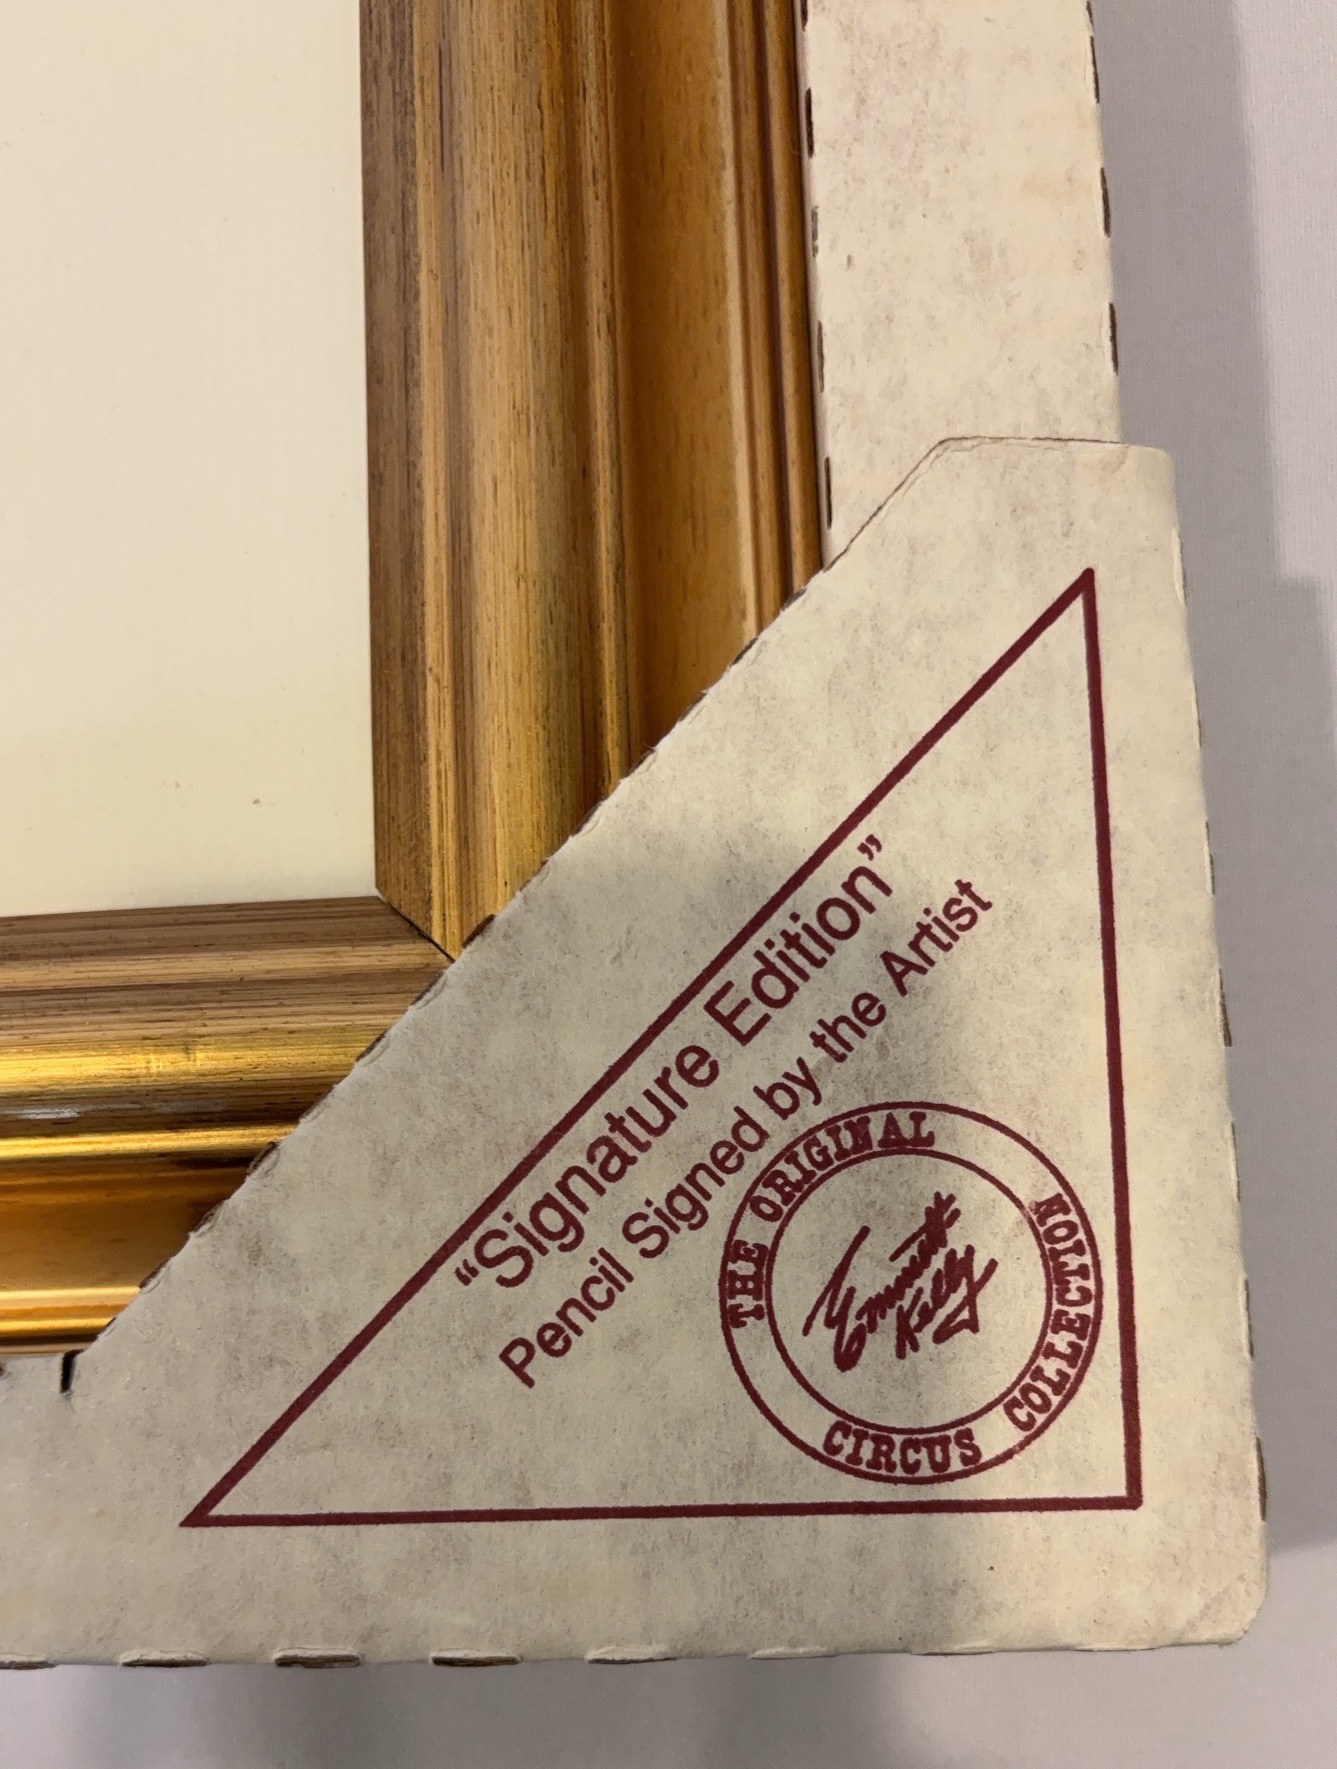 “Signature Edition”
Pencil Signed by the Artist
THE ORIGINAL
Emmett
Kelly
CIRCUS COLLECTION